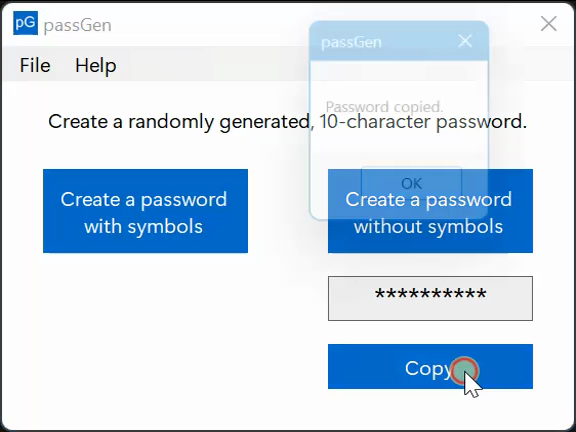 pG passGen
passGen
File Help
Password copied.
Create a randomly generated, 10-character password.
OK
Create a password
with symbols
Create a password
without symbols
**********
Copy